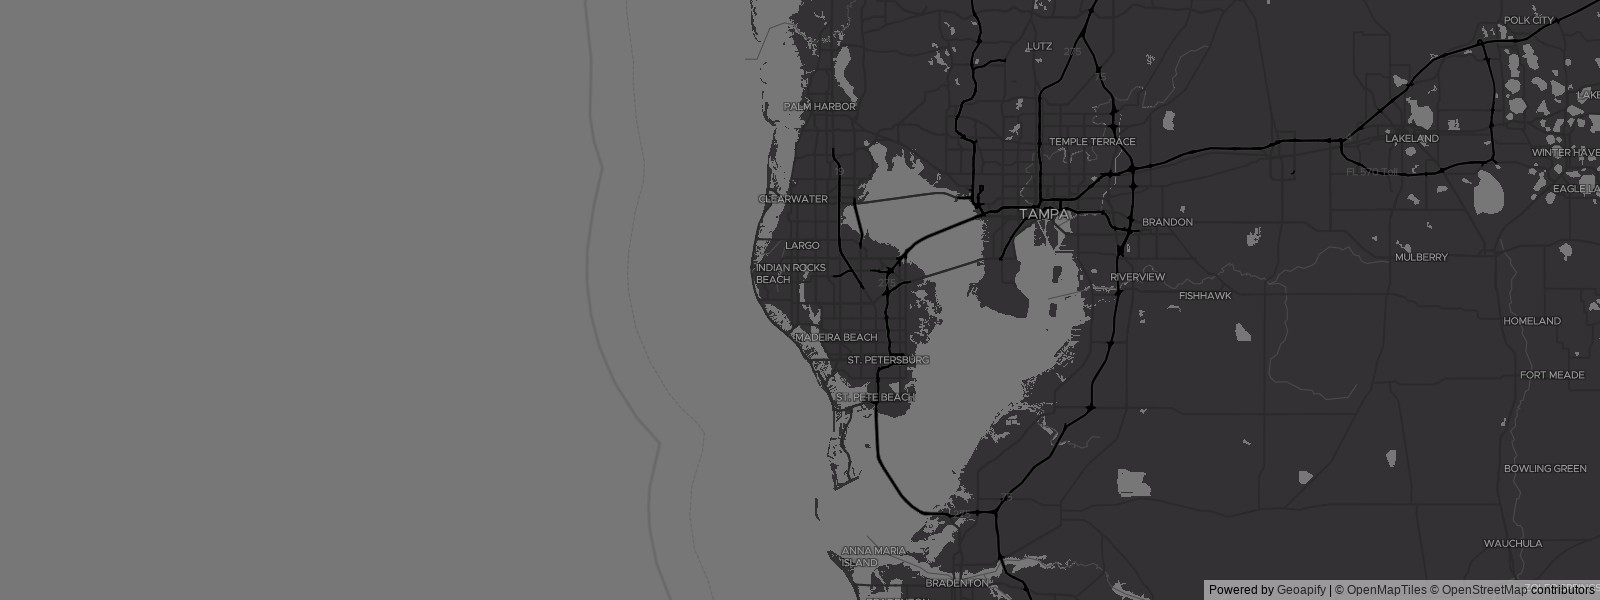 POLK CITY
LUTZ
275
75
LAKE
PALM HARBOR
LAKELAND
TEMPLE TERRACE
WINTER HAVE
19
FL 570 Toll
EAGLE LA
CLEARWATER
TAMPA
BRANDON
LARGO
MULBERRY
INDIAN ROCKS
BEACH
RIVERVIEW
275
FISHHAWK
HOMELAND
MADEIRA BEACH
ST. PETERSBURG
FORT MEADE
ST. PETE BEACH
BOWLING GREEN
75
WAUCHULA
ANNA MARIA
ISLAND
BRADENTON
Powered by Geoapify | © OpenMapTiles © OpenStreetMap contributors